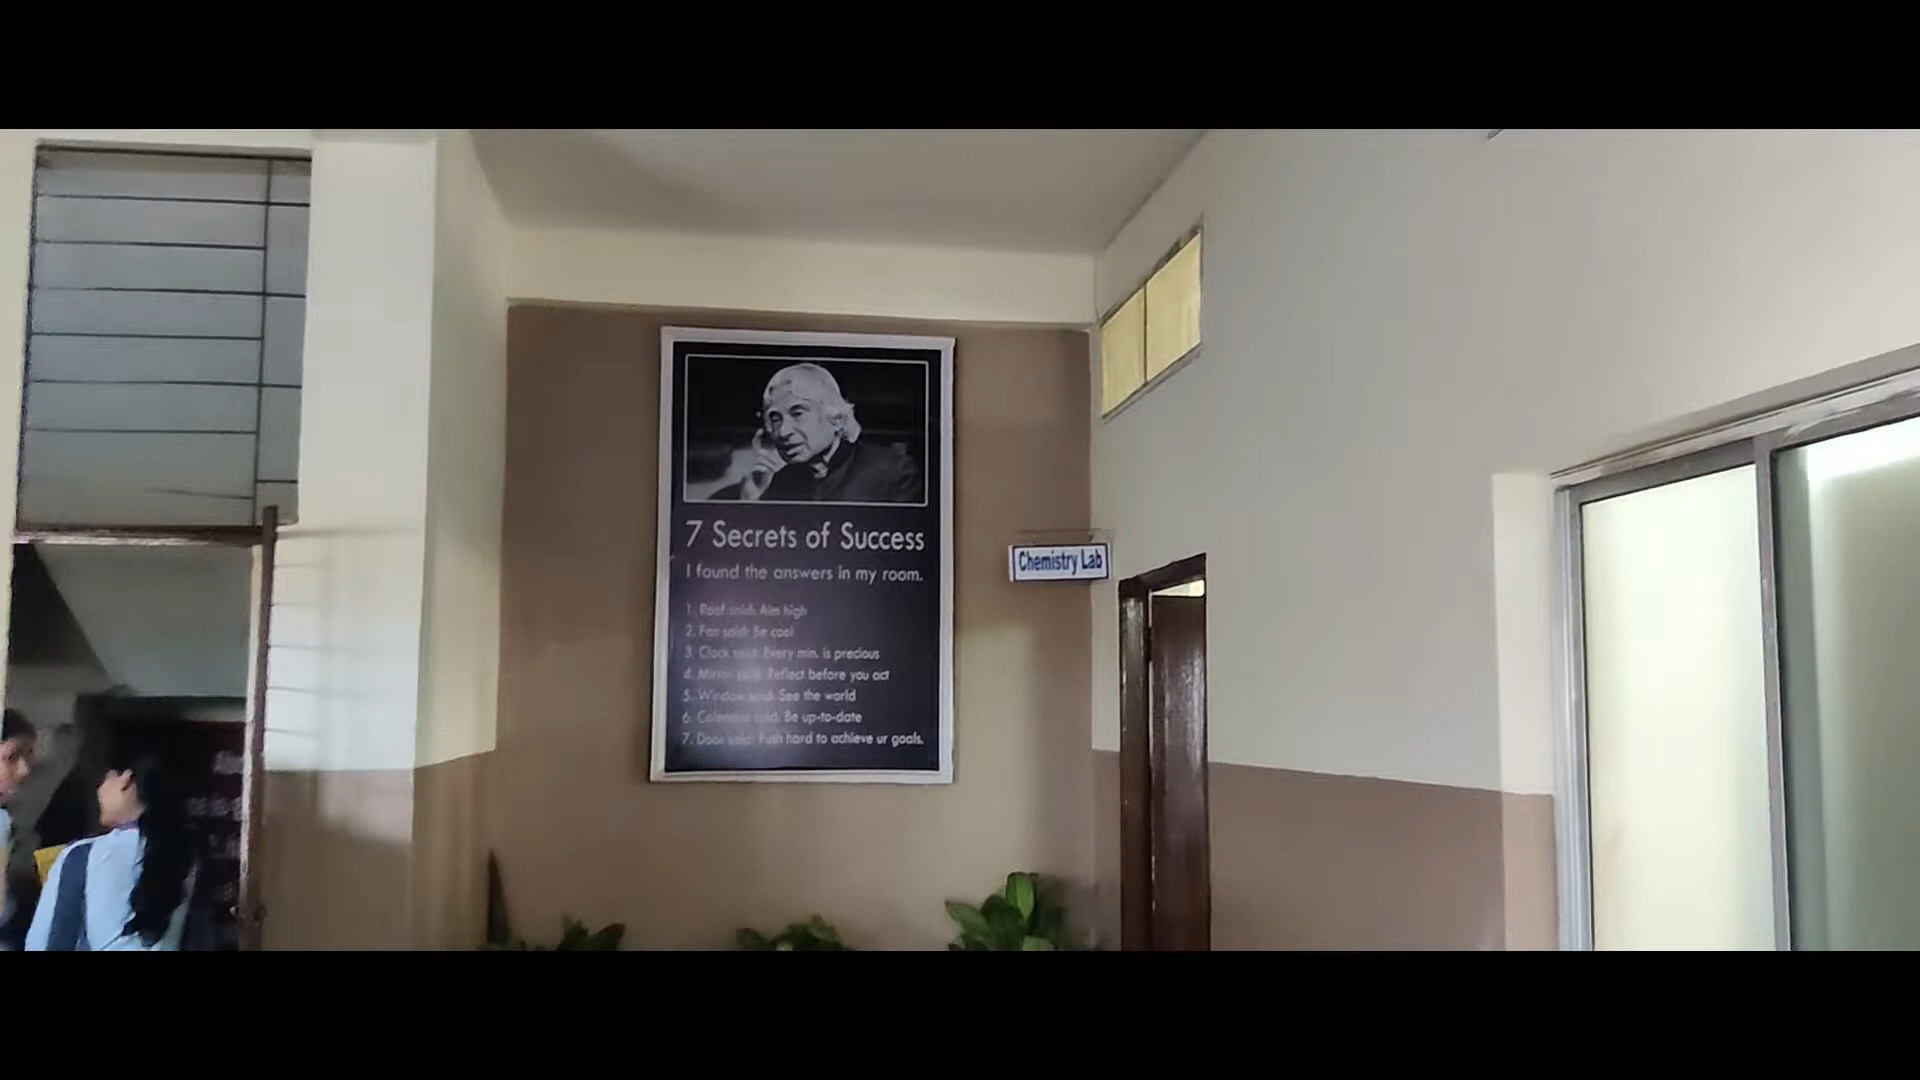 7 Secrets of Success
I found the answers in my room.
1. Roof said: Aim high
2. Fan said: Be cool
3. Clock said: Every min. is precious
4. Mirror said: Reflect before you act
5. Window said: See the world
6. Calendar said: Be up-to-date
7. Door said: Push hard to achieve ur goals.
Chemistry Lab